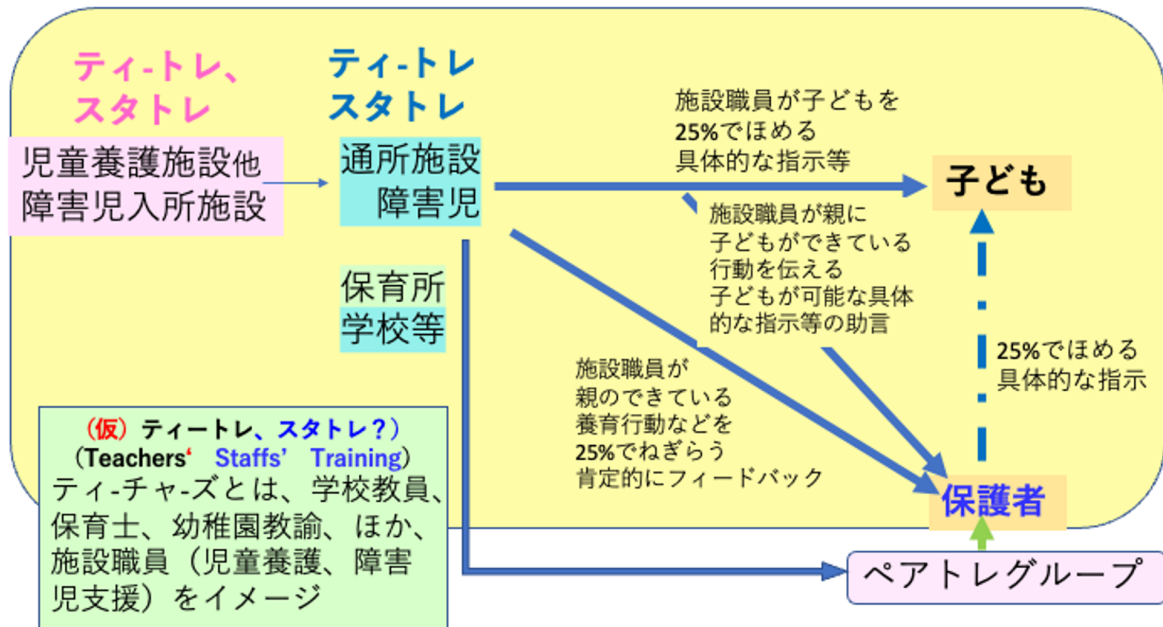 ティ-トレ、
スタトレ
児童養護施設他
障害児入所施設
ティ-トレ
スタトレ
通所施設
障害児
保育所
学校等
施設職員が子どもを
25%でほめる
具体的な指示等
子ども
施設職員が親に
子どもができている
行動を伝える
子どもが可能な具体
的な指示等の助言
施設職員が
親のできている
養育行動などを
25%でねぎらう
肯定的にフィードバック
25%でほめる
具体的な指示
保護者
ペアトレグループ
（仮）ティートレ、スタトレ？）
（Teachers‘ Staffs’ Training）
ティ-チャ-ズとは、学校教員、
保育士、幼稚園教諭、ほか、
施設職員（児童養護、障害
児支援）をイメージ